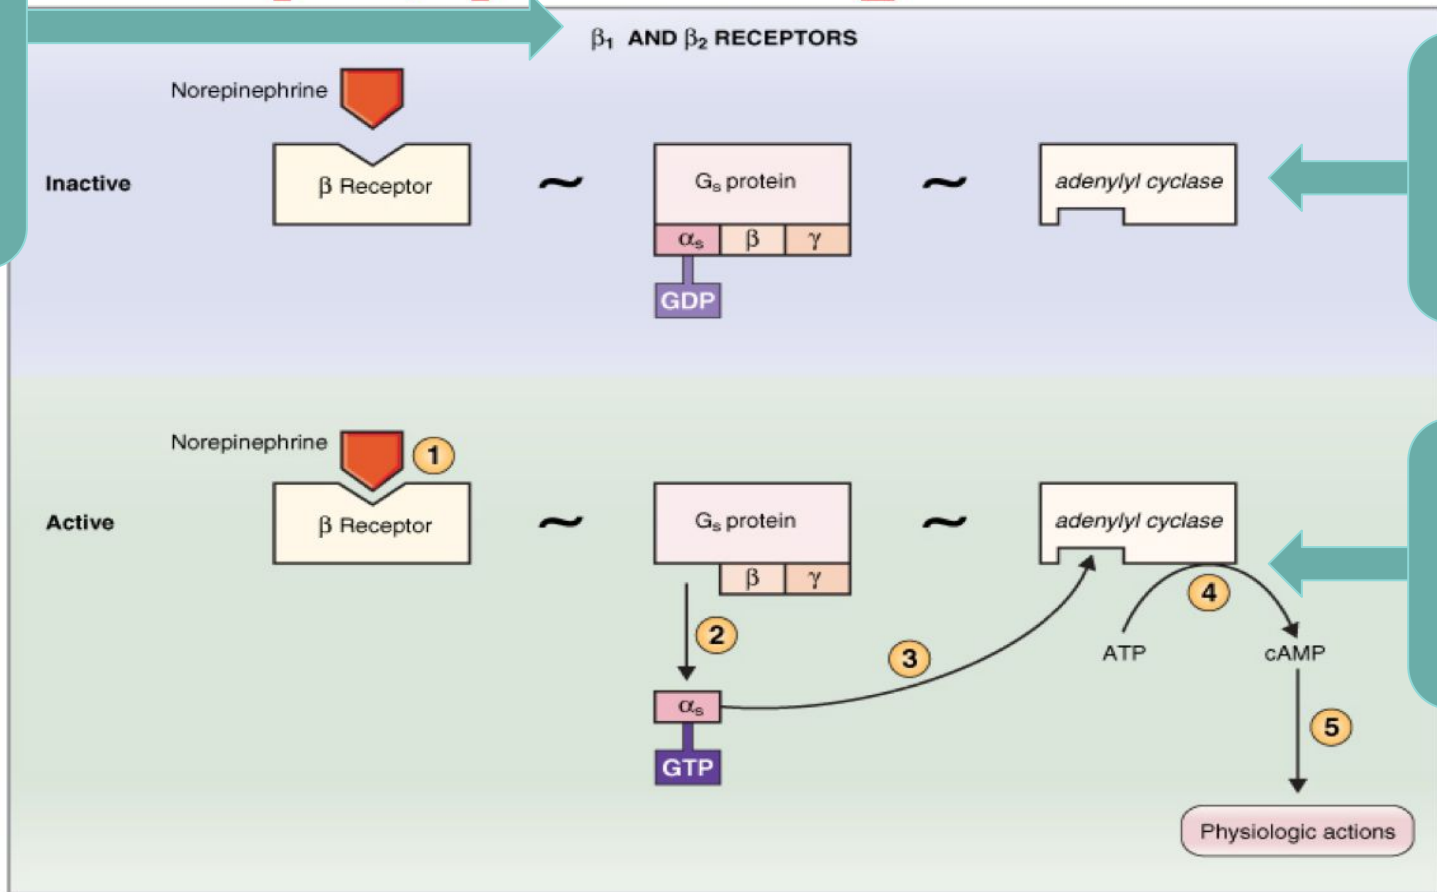 β₁ AND β₂ RECEPTORS
Norepinephrine
Inactive
β Receptor
~
Gₛ protein
~
adenylyl cyclase
αₛ β γ
GDP
Norepinephrine
1
Active
β Receptor
~
Gₛ protein
~
adenylyl cyclase
β γ
2
3
4
ATP
cAMP
αₛ
GTP
5
Physiologic actions